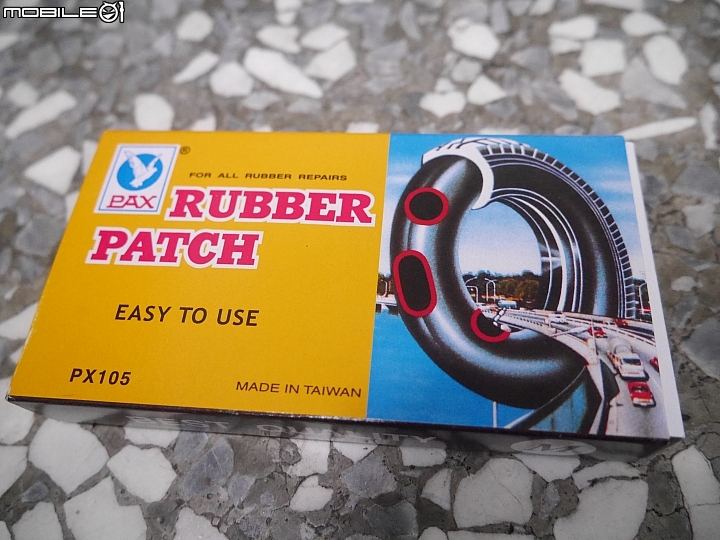 MOBILE01
PAX
®
FOR ALL RUBBER REPAIRS
RUBBER
PATCH
EASY TO USE
PX105
MADE IN TAIWAN